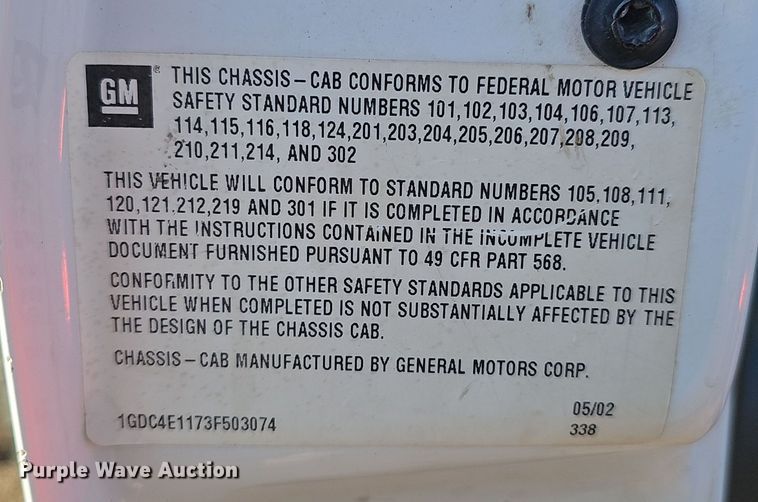 GM
THIS CHASSIS-CAB CONFORMS TO FEDERAL MOTOR VEHICLE
SAFETY STANDARD NUMBERS 101,102,103,104,106,107,113,
114,115,116,118,124,201,203,204,205,206,207,208,209,
210,211,214, AND 302
THIS VEHICLE WILL CONFORM TO STANDARD NUMBERS 105,108,111,
120,121,212,219 AND 301 IF IT IS COMPLETED IN ACCORDANCE
WITH THE INSTRUCTIONS CONTAINED IN THE INCOMPLETE VEHICLE
DOCUMENT FURNISHED PURSUANT TO 49 CFR PART 568.
CONFORMITY TO THE OTHER SAFETY STANDARDS APPLICABLE TO THIS
VEHICLE WHEN COMPLETED IS NOT SUBSTANTIALLY AFFECTED BY THE
THE DESIGN OF THE CHASSIS CAB.
CHASSIS-CAB MANUFACTURED BY GENERAL MOTORS CORP.
1GDC4E1173F503074
05/02
338
Purple Wave Auction